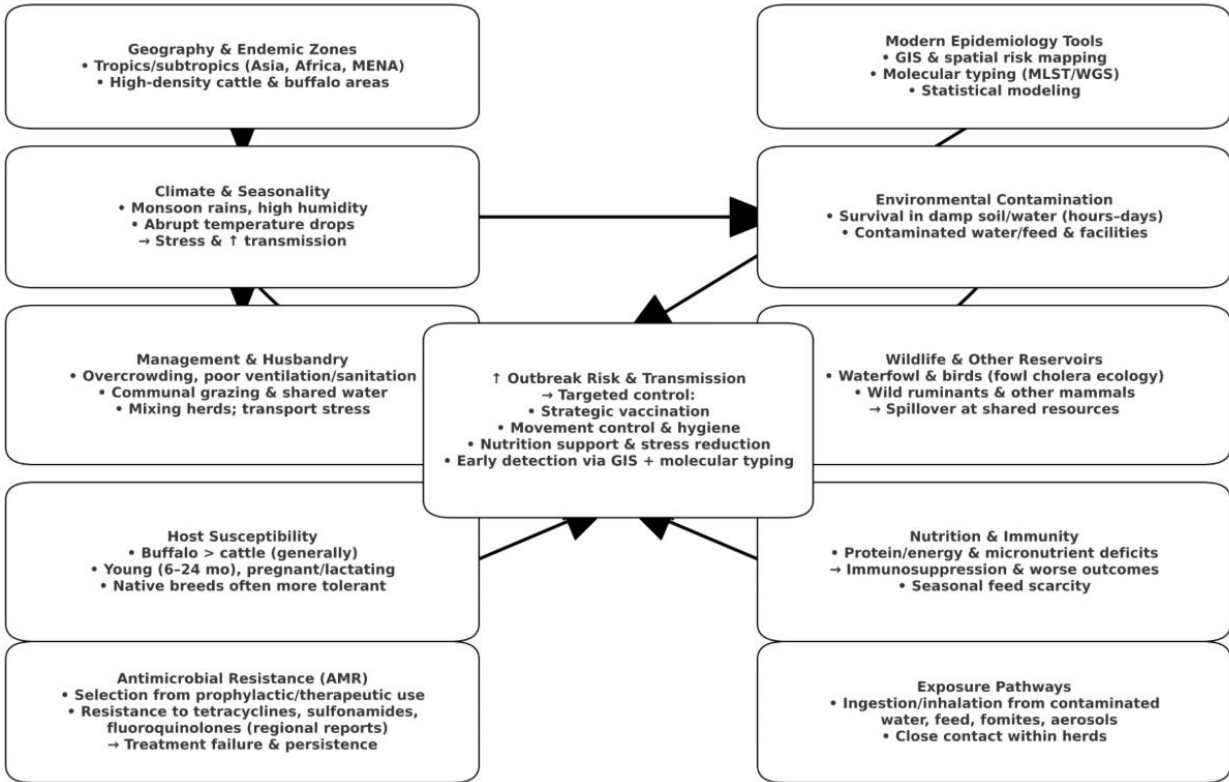 Geography & Endemic Zones
• Tropics/subtropics (Asia, Africa, MENA)
• High-density cattle & buffalo areas
Modern Epidemiology Tools
• GIS & spatial risk mapping
• Molecular typing (MLST/WGS)
• Statistical modeling
Climate & Seasonality
• Monsoon rains, high humidity
• Abrupt temperature drops
→ Stress & ↑ transmission
Environmental Contamination
• Survival in damp soil/water (hours–days)
• Contaminated water/feed & facilities
Management & Husbandry
• Overcrowding, poor ventilation/sanitation
• Communal grazing & shared water
• Mixing herds; transport stress
↑ Outbreak Risk & Transmission
→ Targeted control:
• Strategic vaccination
• Movement control & hygiene
• Nutrition support & stress reduction
• Early detection via GIS + molecular typing
Wildlife & Other Reservoirs
• Waterfowl & birds (fowl cholera ecology)
• Wild ruminants & other mammals
→ Spillover at shared resources
Host Susceptibility
• Buffalo > cattle (generally)
• Young (6–24 mo), pregnant/lactating
• Native breeds often more tolerant
Nutrition & Immunity
• Protein/energy & micronutrient deficits
→ Immunosuppression & worse outcomes
• Seasonal feed scarcity
Antimicrobial Resistance (AMR)
• Selection from prophylactic/therapeutic use
• Resistance to tetracyclines, sulfonamides,
fluoroquinolones (regional reports)
→ Treatment failure & persistence
Exposure Pathways
• Ingestion/inhalation from contaminated
water, feed, fomites, aerosols
• Close contact within herds